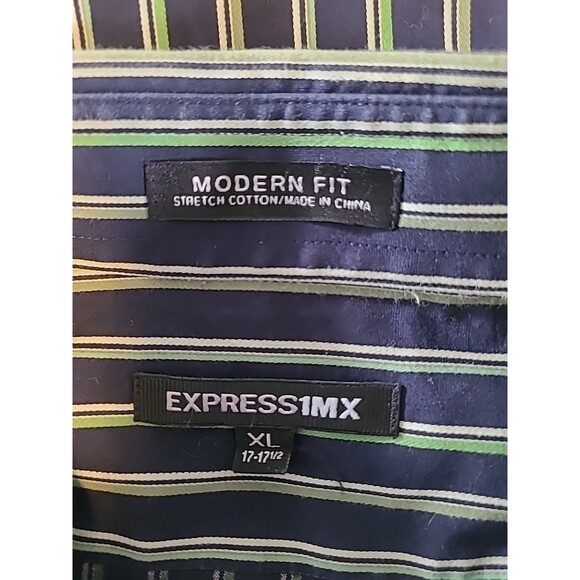 MODERN FIT
STRETCH COTTON/MADE IN CHINA
EXPRESS1MX
XL
17-17 1/2